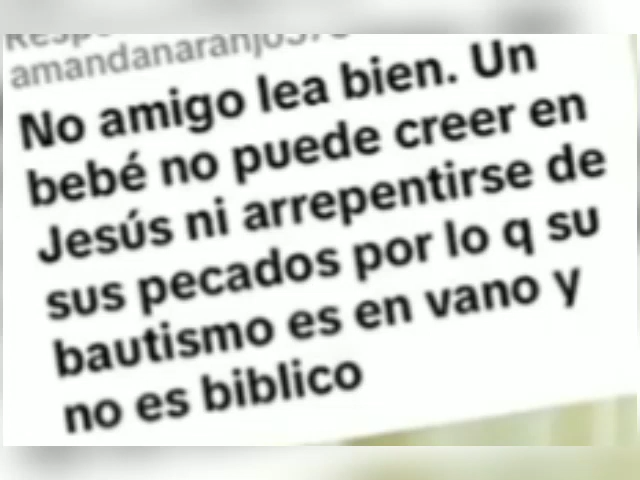 amandanaranjo
No amigo lea bien. Un
bebé no puede creer en
Jesús ni arrepentirse de
sus pecados por lo q su
bautismo es en vano y
no es biblico